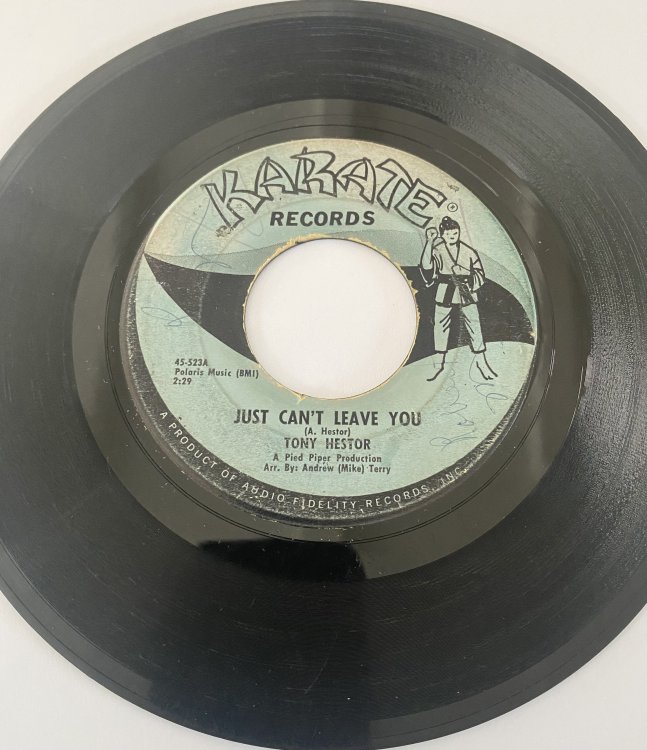 KARATE®
RECORDS
45-523A
Polaris Music (BMI)
2:29
JUST CAN'T LEAVE YOU
(A. Hestor)
TONY HESTOR
A Pied Piper Production
Arr. By: Andrew (Mike) Terry
A PRODUCT OF AUDIO FIDELITY RECORDS, INC.